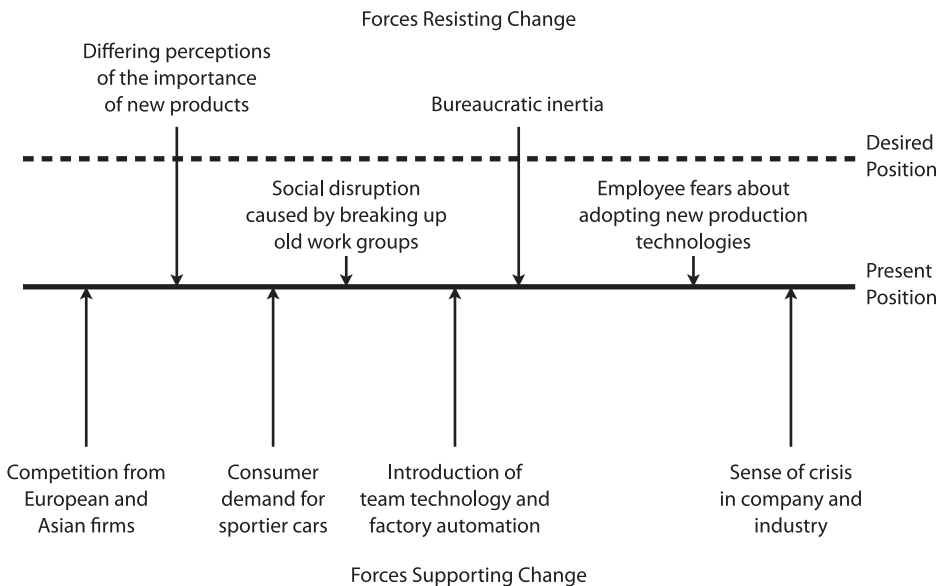 Forces Resisting Change
Differing perceptions
of the importance
of new products
Bureaucratic inertia
Desired
Position
Social disruption
caused by breaking up
old work groups
Employee fears about
adopting new production
technologies
Present
Position
Competition from
European and
Asian firms
Consumer
demand for
sportier cars
Introduction of
team technology and
factory automation
Sense of crisis
in company and
industry
Forces Supporting Change